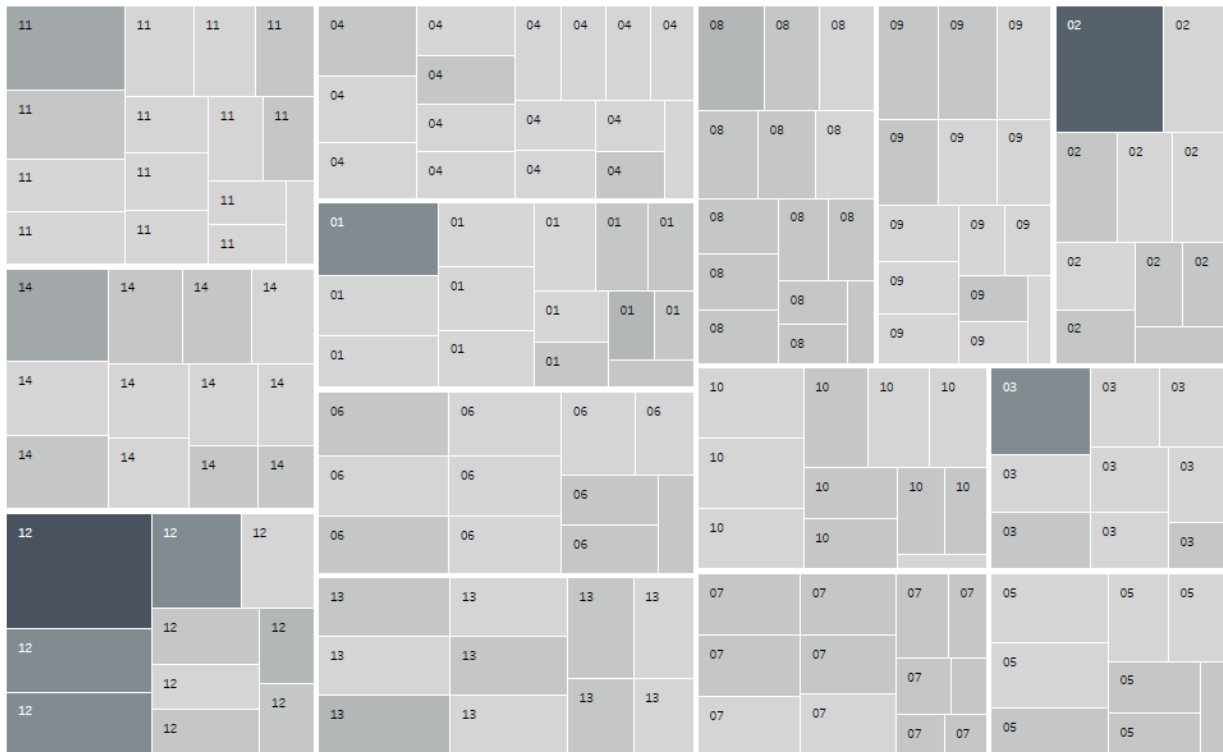 11 11 11 11
11 11 11 11
11 11 11
11 11 11
04 04 04 04 04 04
04 04 04 04
04 04 04
04 04
08 08 08
08 08 08
08 08 08
08 08
08 08
09 09 09
09 09 09
09 09 09
09 09
09 09
02 02
02 02 02
02 02 02
02
01 01 01 01 01
01 01 01 01 01
01 01 01
14 14 14 14
14 14 14 14
14 14 14 14
12 12 12
12 12 12
12 12
12 12
06 06 06 06
06 06 06
06 06 06
10 10 10 10
10 10 10 10
10 10
03 03 03
03 03 03
03 03 03
13 13 13 13
13 13
13 13 13 13
07 07 07 07
07 07 07
07 07 07 07
05 05 05
05 05
05 05